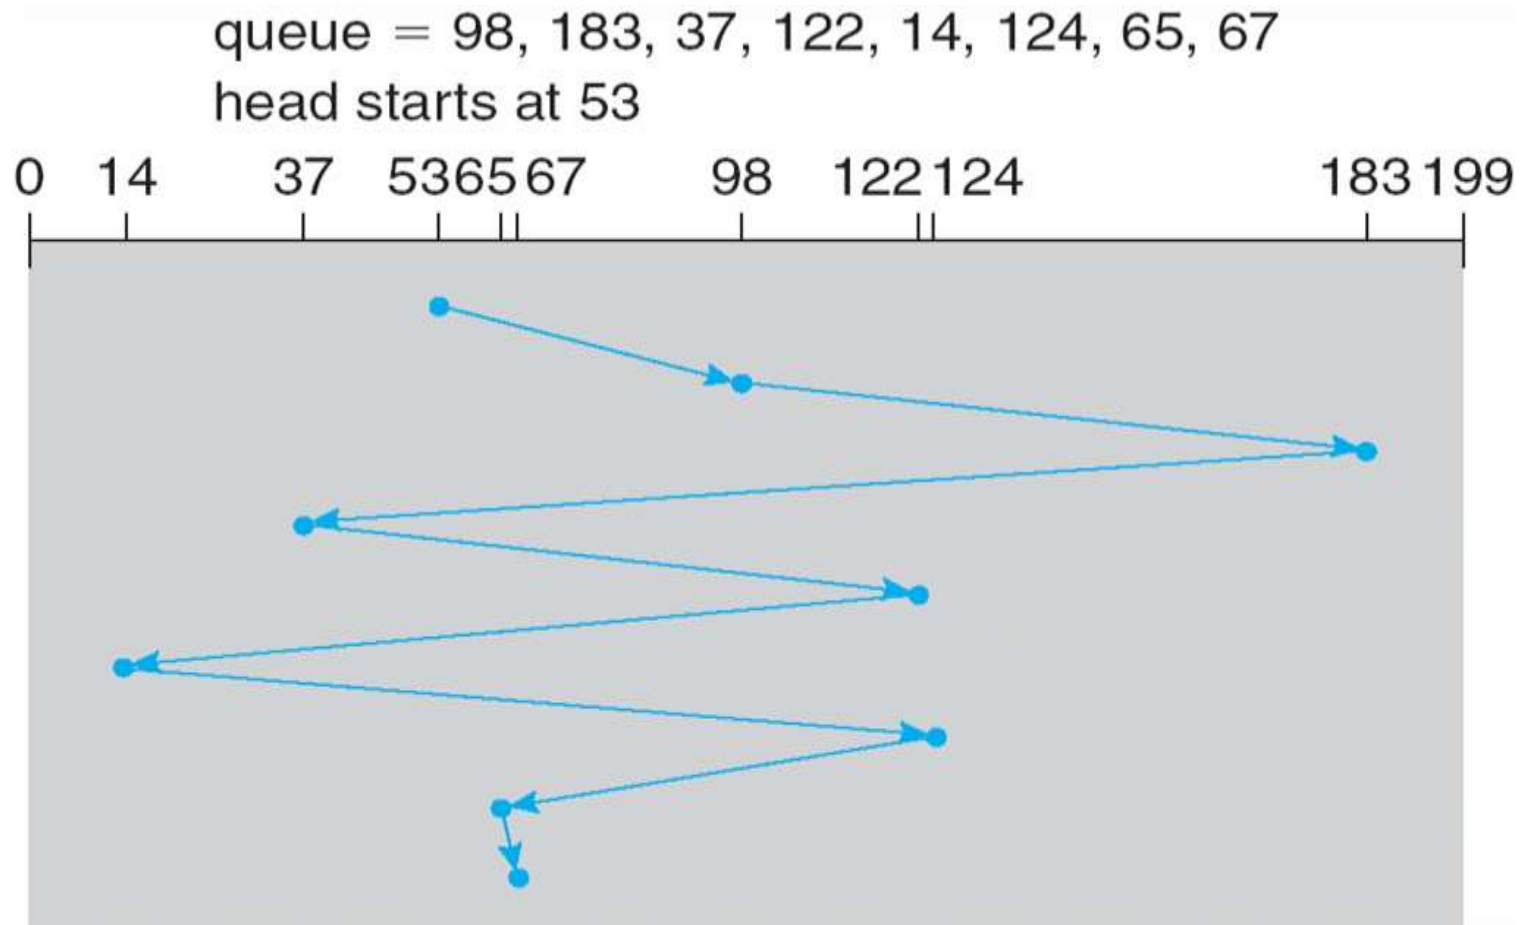 queue = 98, 183, 37, 122, 14, 124, 65, 67
head starts at 53
0 14 37 53 65 67 98 122 124 183 199